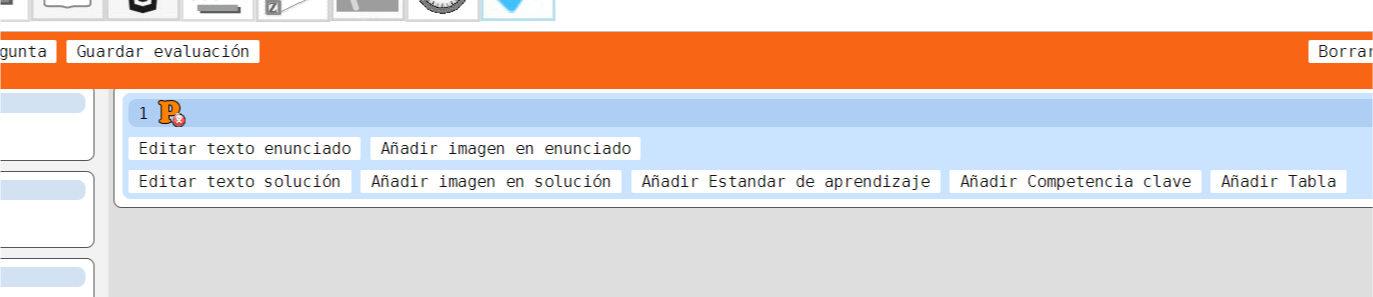 gunta Guardar evaluación Borrar
1 P
Editar texto enunciado Añadir imagen en enunciado
Editar texto solución Añadir imagen en solución Añadir Estandar de aprendizaje Añadir Competencia clave Añadir Tabla